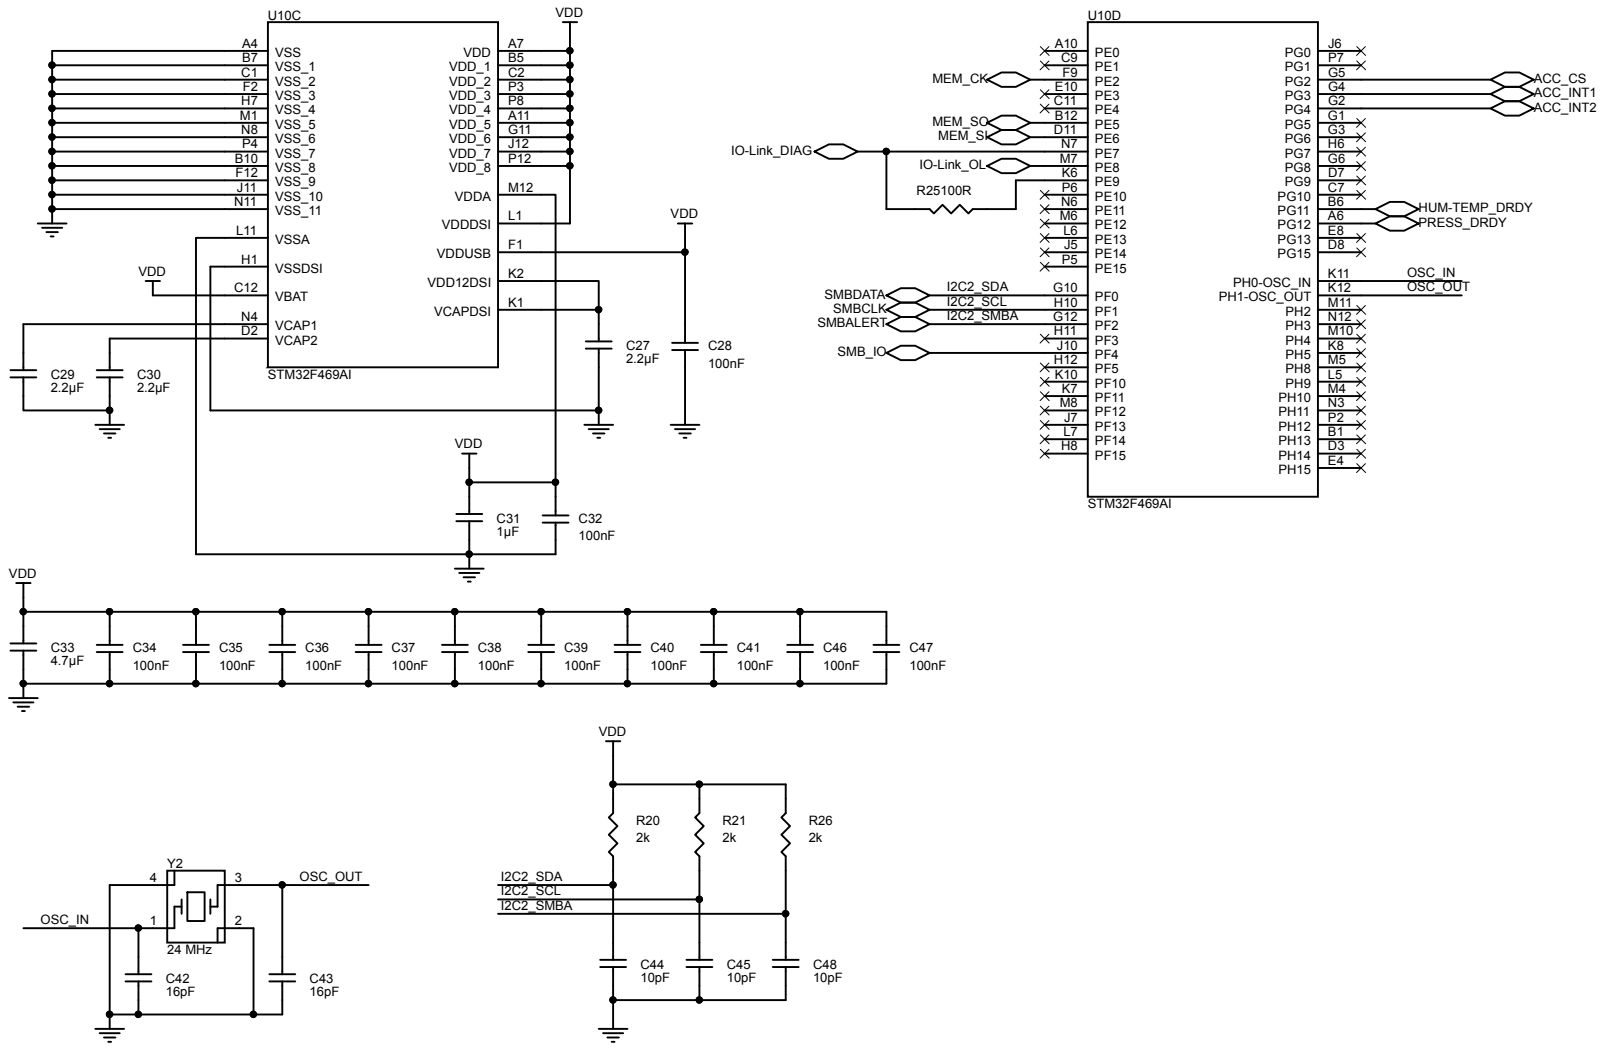 U10C
VDD
A4 VSS
B7 VSS_1
C1 VSS_2
F2 VSS_3
H7 VSS_4
M1 VSS_5
N8 VSS_6
P4 VSS_7
B10 VSS_8
F12 VSS_9
J11 VSS_10
N11 VSS_11
L11 VSSA
H1 VSSDSI
VDD
C12 VBAT
N4 VCAP1
D2 VCAP2
VDD A7
VDD_1 B5
VDD_2 C2
VDD_3 P3
VDD_4 P8
VDD_5 A11
VDD_6 G11
VDD_7 J12
VDD_8 P12
VDDA M12
VDDDSI L1
VDDUSB F1
VDD12DSI K2
VCAPDSI K1
STM32F469AI
VDD
C29
2.2µF
C30
2.2µF
C27
2.2µF
C28
100nF
VDD
C31
1µF
C32
100nF
U10D
A10 PE0
C9 PE1
MEM_CK F9 PE2
E10 PE3
C11 PE4
MEM_SO B12 PE5
MEM_SI D11 PE6
IO-Link_DIAG N7 PE7
IO-Link_OL M7 PE8
K6 PE9
R25100R
P6 PE10
N6 PE11
M6 PE12
L6 PE13
J5 PE14
P5 PE15
SMBDATA I2C2_SDA G10 PF0
SMBCLK I2C2_SCL H10 PF1
SMBALERT I2C2_SMBA G12 PF2
H11 PF3
SMB_IO J10 PF4
H12 PF5
K10 PF10
K7 PF11
M8 PF12
J7 PF13
L7 PF14
H8 PF15
PG0 J6
PG1 P7
PG2 G5 ACC_CS
PG3 G4 ACC_INT1
PG4 G2 ACC_INT2
PG5 G1
PG6 G3
PG7 H6
PG8 G6
PG9 D7
PG10 C7
PG11 B6 HUM-TEMP_DRDY
PG12 A6 PRESS_DRDY
PG13 E8
PG15 D8
PH0-OSC_IN K11 OSC_IN
PH1-OSC_OUT K12 OSC_OUT
PH2 M11
PH3 N12
PH4 M10
PH5 K8
PH8 M5
PH9 L5
PH10 M4
PH11 N3
PH12 P2
PH13 B1
PH14 D3
PH15 E4
STM32F469AI
VDD
C33 C34 C35 C36 C37 C38 C39 C40 C41 C46 C47
4.7µF 100nF 100nF 100nF 100nF 100nF 100nF 100nF 100nF 100nF 100nF
Y2
4 3 OSC_OUT
OSC_IN 1 2
24 MHz
C42
16pF
C43
16pF
VDD
R20 R21 R26
2k 2k 2k
I2C2_SDA
I2C2_SCL
I2C2_SMBA
C44 C45 C48
10pF 10pF 10pF